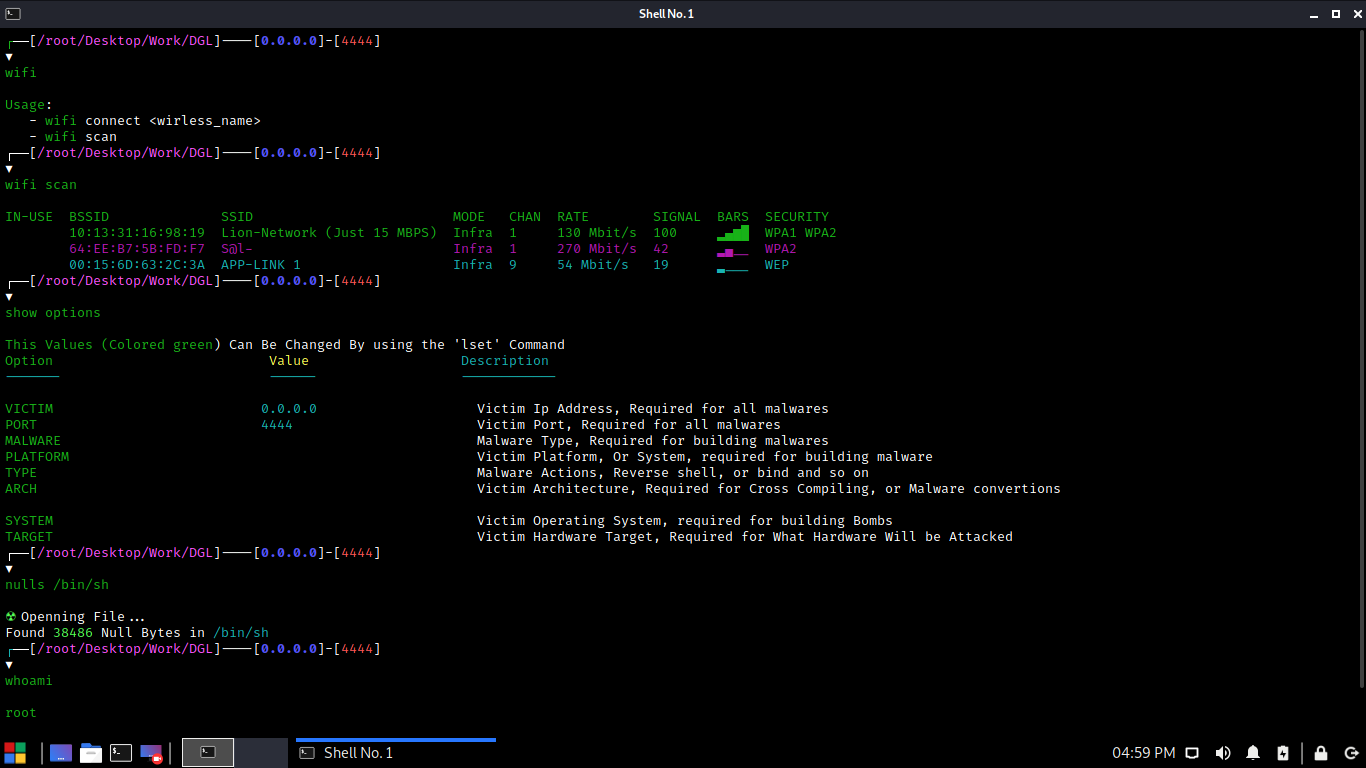 Shell No. 1
┌──[/root/Desktop/Work/DGL]────[0.0.0.0]-[4444]
▼
wifi
Usage:
- wifi connect <wirless_name>
- wifi scan
┌──[/root/Desktop/Work/DGL]────[0.0.0.0]-[4444]
▼
wifi scan
IN-USE BSSID SSID MODE CHAN RATE SIGNAL BARS SECURITY
10:13:31:16:98:19 Lion-Network (Just 15 MBPS) Infra 1 130 Mbit/s 100 ▂▄▆█ WPA1 WPA2
64:EE:B7:5B:FD:F7 S@l- Infra 1 270 Mbit/s 42 ▂▄__ WPA2
00:15:6D:63:2C:3A APP-LINK 1 Infra 9 54 Mbit/s 19 ▂___ WEP
┌──[/root/Desktop/Work/DGL]────[0.0.0.0]-[4444]
▼
show options
This Values (Colored green) Can Be Changed By using the 'lset' Command
Option Value Description
VICTIM 0.0.0.0 Victim Ip Address, Required for all malwares
PORT 4444 Victim Port, Required for all malwares
MALWARE Malware Type, Required for building malwares
PLATFORM Victim Platform, Or System, required for building malware
TYPE Malware Actions, Reverse shell, or bind and so on
ARCH Victim Architecture, Required for Cross Compiling, or Malware convertions
SYSTEM Victim Operating System, required for building Bombs
TARGET Victim Hardware Target, Required for What Hardware Will be Attacked
┌──[/root/Desktop/Work/DGL]────[0.0.0.0]-[4444]
▼
nulls /bin/sh
☢ Openning File...
Found 38486 Null Bytes in /bin/sh
┌──[/root/Desktop/Work/DGL]────[0.0.0.0]-[4444]
▼
whoami
root
Shell No. 1
04:59 PM